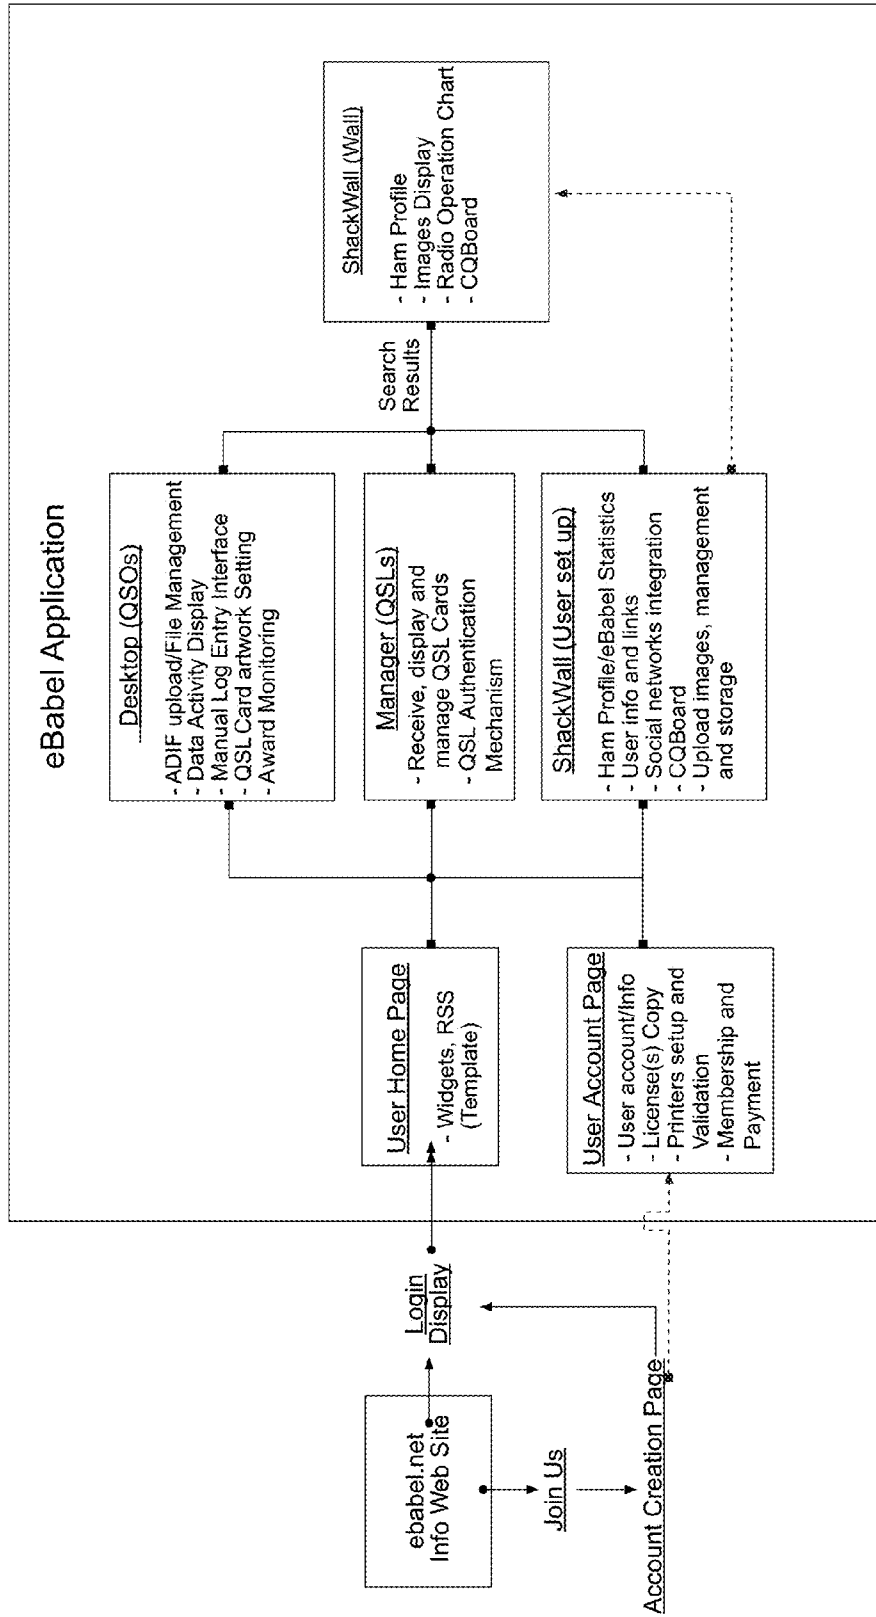 eBabel Application
ebabel.net
Info Web Site
Join Us
Account Creation Page
Login
Display
User Home Page
- Widgets, RSS
(Template)
User Account Page
- User account/Info
- License(s) Copy
- Printers setup and
Validation
- Membership and
Payment
Desktop (QSOs)
- ADIF upload/File Management
- Data Activity Display
- Manual Log Entry Interface
- QSL Card artwork Setting
- Award Monitoring
Manager (QSLs)
- Receive, display and
manage QSL Cards
- QSL Authentication
Mechanism
ShackWall (User set up)
- Ham Profile/eBabel Statistics
- User info and links
- Social networks integration
- CQBoard
- Upload images, management
and storage
Search
Results
ShackWall (Wall)
- Ham Profile
- Images Display
- Radio Operation Chart
- CQBoard